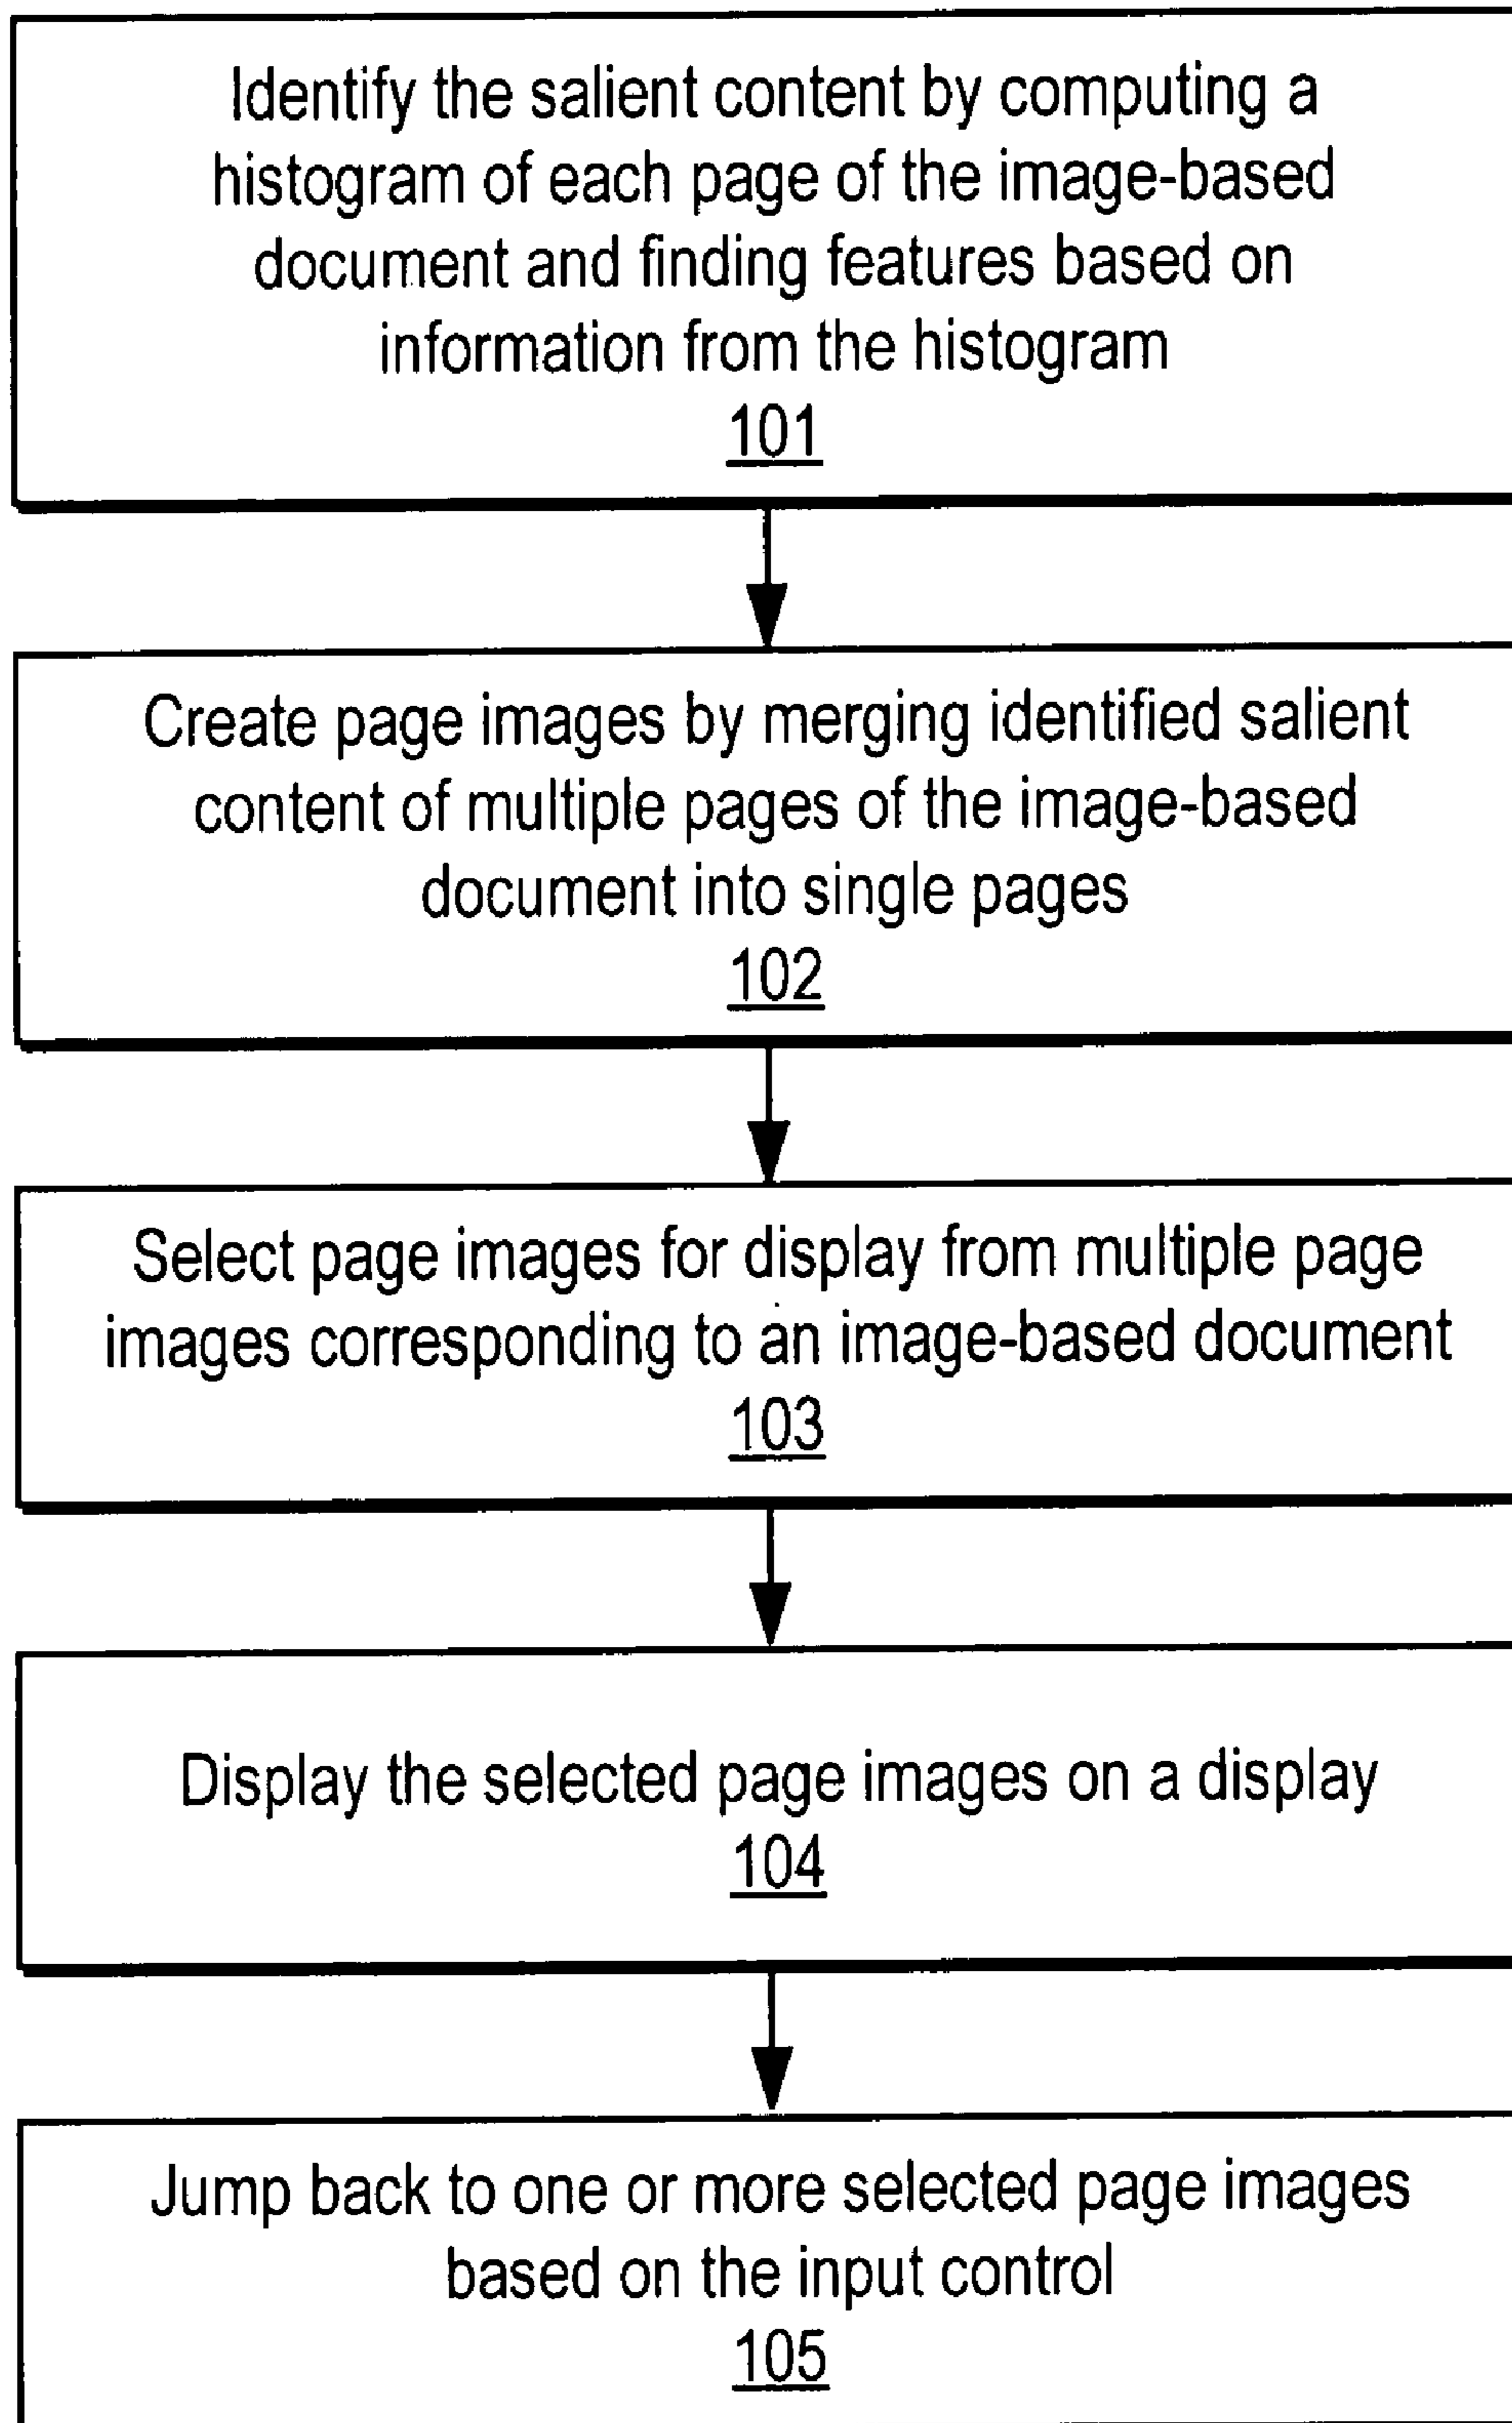 Identify the salient content by computing a
histogram of each page of the image-based
document and finding features based on
information from the histogram
101
Create page images by merging identified salient
content of multiple pages of the image-based
document into single pages
102
Select page images for display from multiple page
images corresponding to an image-based document
103
Display the selected page images on a display
104
Jump back to one or more selected page images
based on the input control
105